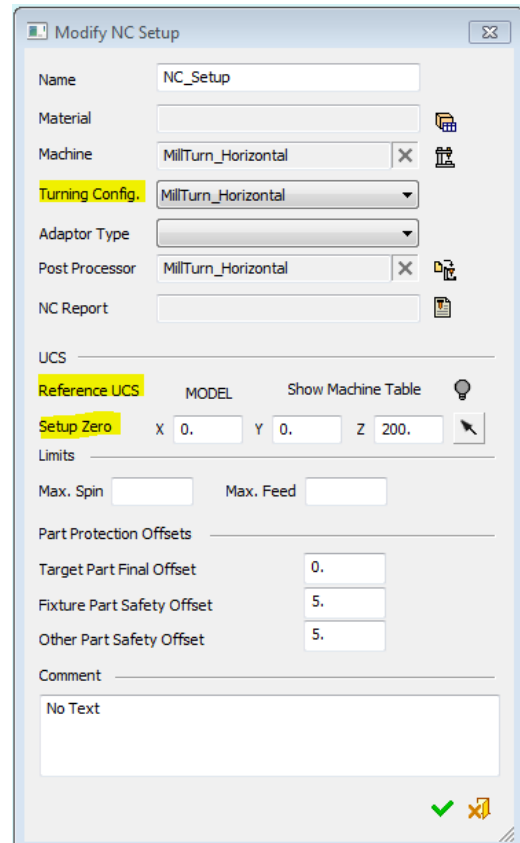 Modify NC Setup
Name NC_Setup
Material
Machine MillTurn_Horizontal
Turning Config. MillTurn_Horizontal
Adaptor Type
Post Processor MillTurn_Horizontal
NC Report
UCS
Reference UCS MODEL Show Machine Table
Setup Zero X 0. Y 0. Z 200.
Limits
Max. Spin Max. Feed
Part Protection Offsets
Target Part Final Offset 0.
Fixture Part Safety Offset 5.
Other Part Safety Offset 5.
Comment
No Text